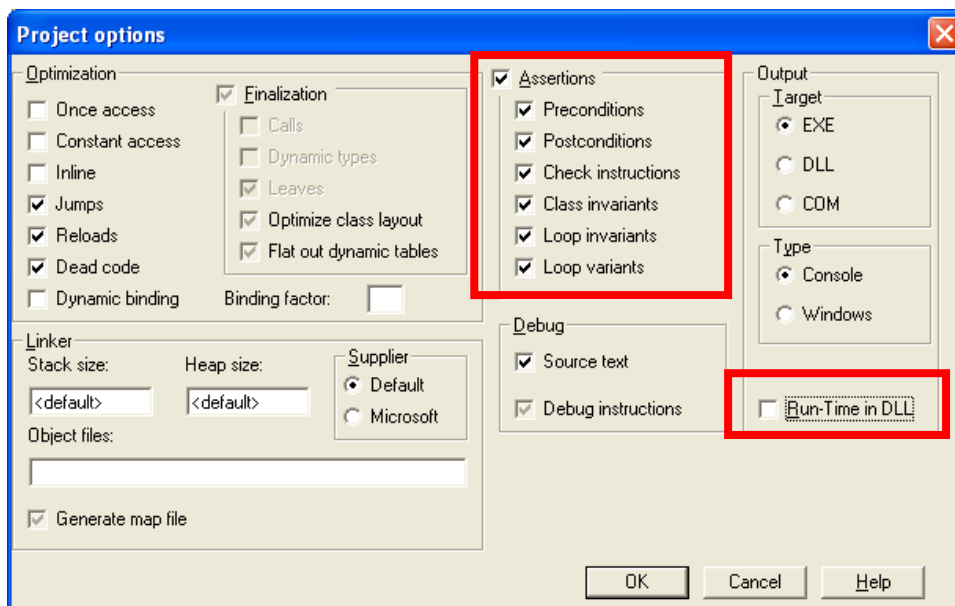 Project options
Optimization
Once access
Constant access
Inline
Jumps
Reloads
Dead code
Dynamic binding
Finalization
Calls
Dynamic types
Leaves
Optimize class layout
Flat out dynamic tables
Binding factor:
Assertions
Preconditions
Postconditions
Check instructions
Class invariants
Loop invariants
Loop variants
Output
Target
EXE
DLL
COM
Type
Console
Windows
Linker
Stack size:
Heap size:
<default>
<default>
Supplier
Default
Microsoft
Object files:
Generate map file
Debug
Source text
Debug instructions
Run-Time in DLL
OK
Cancel
Help